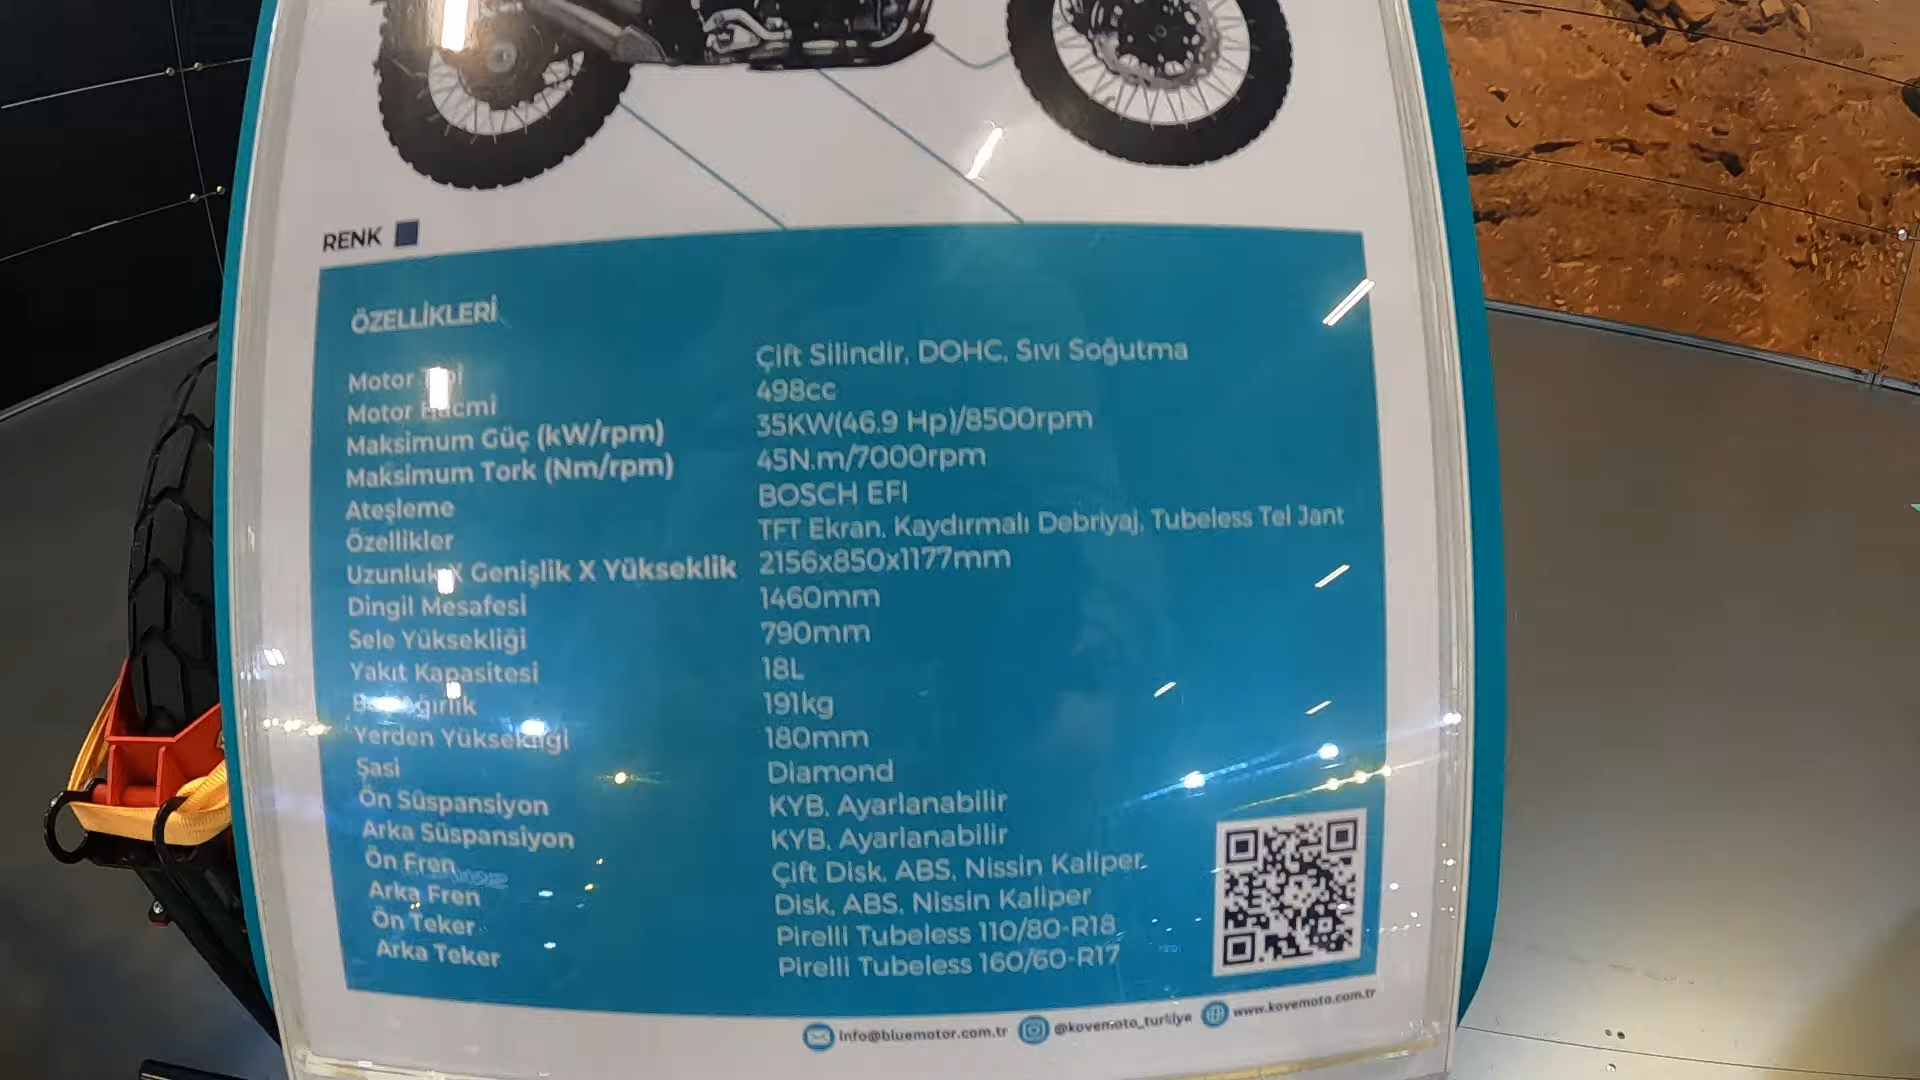 RENK
ÖZELLİKLERİ
Motor Tipi Çift Silindir, DOHC, Sıvı Soğutma
Motor Hacmi 498cc
Maksimum Güç (kW/rpm) 35KW(46.9 Hp)/8500rpm
Maksimum Tork (Nm/rpm) 45N.m/7000rpm
Ateşleme BOSCH EFI
Özellikler TFT Ekran, Kaydırmalı Debriyaj, Tubeless Tel Jant
Uzunluk X Genişlik X Yükseklik 2156x850x1177mm
Dingil Mesafesi 1460mm
Sele Yüksekliği 790mm
Yakıt Kapasitesi 18L
Ağırlık 191kg
Yerden Yüksekliği 180mm
Şasi Diamond
Ön Süspansiyon KYB, Ayarlanabilir
Arka Süspansiyon KYB, Ayarlanabilir
Ön Fren Çift Disk, ABS, Nissin Kaliper
Arka Fren Disk, ABS, Nissin Kaliper
Ön Teker Pirelli Tubeless 110/80-R18
Arka Teker Pirelli Tubeless 160/60-R17
info@bluemotor.com.tr @kovemoto_turkiye www.kovemoto.com.tr